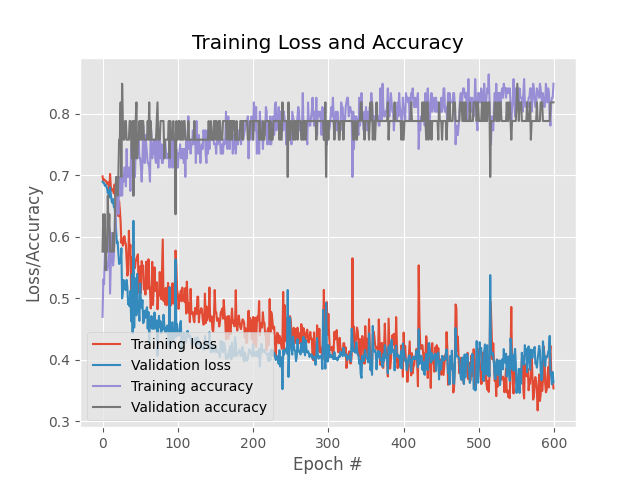 Training Loss and Accuracy
Loss/Accuracy
0.8
0.7
0.6
0.5
0.4
0.3
Training loss
Validation loss
Training accuracy
Validation accuracy
0 100 200 300 400 500 600
Epoch #